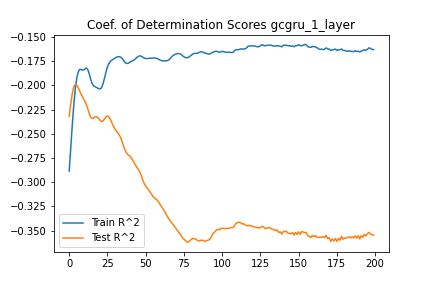 Coef. of Determination Scores gcgru_1_layer
−0.150
−0.175
−0.200
−0.225
−0.250
−0.275
−0.300
−0.325
−0.350
Train R^2
Test R^2
0 25 50 75 100 125 150 175 200